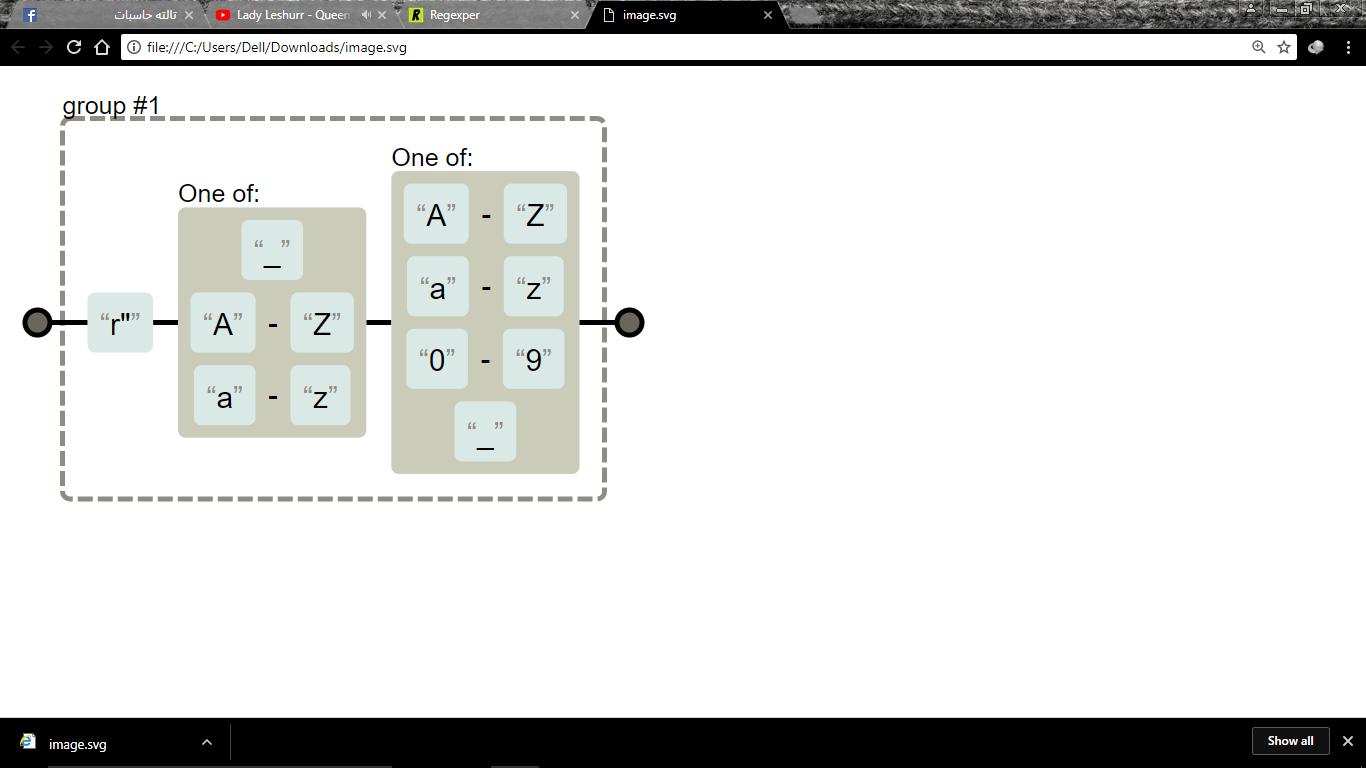 تالته حاسبات
Lady Leshurr - Queen
Regexper
image.svg
file:///C:/Users/Dell/Downloads/image.svg
group #1
One of:
“_”
“A” - “Z”
“a” - “z”
“r"”
One of:
“A” - “Z”
“a” - “z”
“0” - “9”
“_”
image.svg
Show all